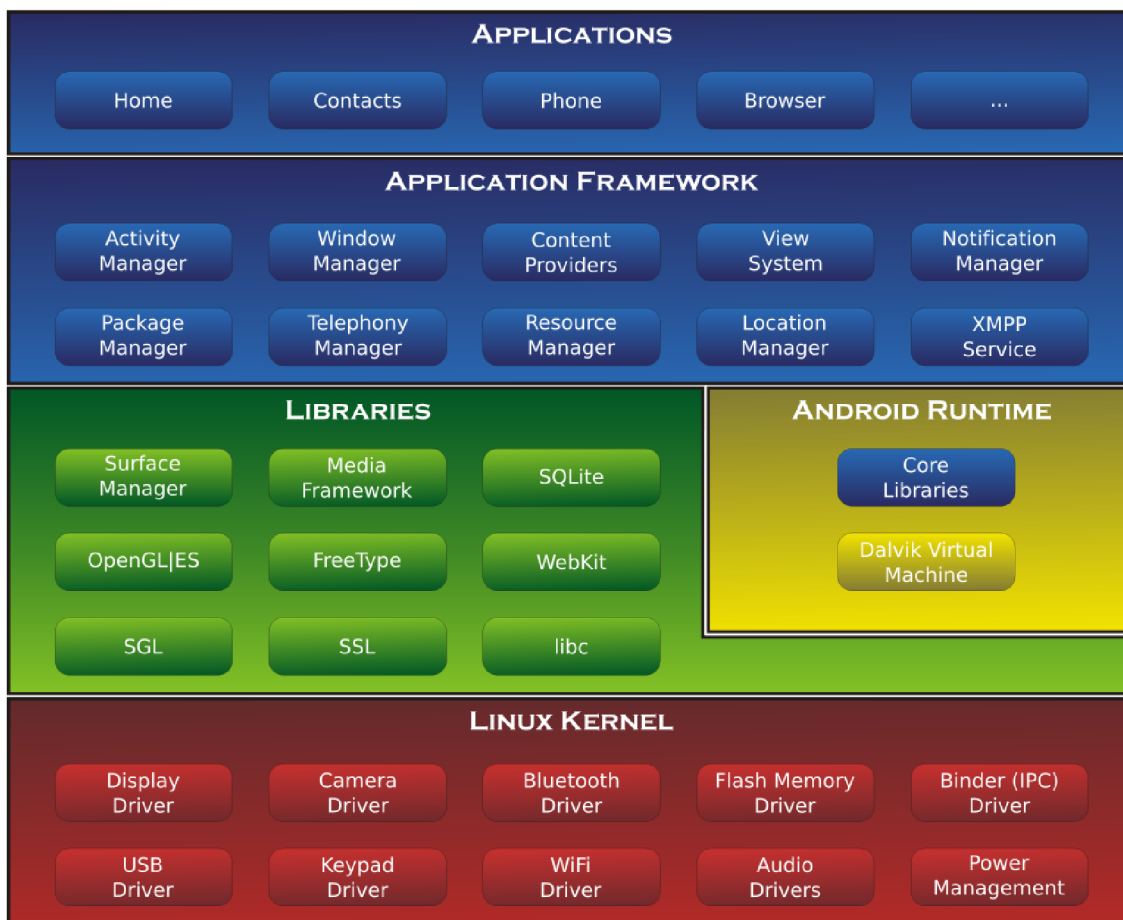 APPLICATIONS
Home
Contacts
Phone
Browser
...
APPLICATION FRAMEWORK
Activity
Manager
Window
Manager
Content
Providers
View
System
Notification
Manager
Package
Manager
Telephony
Manager
Resource
Manager
Location
Manager
XMPP
Service
LIBRARIES
Surface
Manager
Media
Framework
SQLite
OpenGL|ES
FreeType
WebKit
SGL
SSL
libc
ANDROID RUNTIME
Core
Libraries
Dalvik Virtual
Machine
LINUX KERNEL
Display
Driver
Camera
Driver
Bluetooth
Driver
Flash Memory
Driver
Binder (IPC)
Driver
USB
Driver
Keypad
Driver
WiFi
Driver
Audio
Drivers
Power
Management